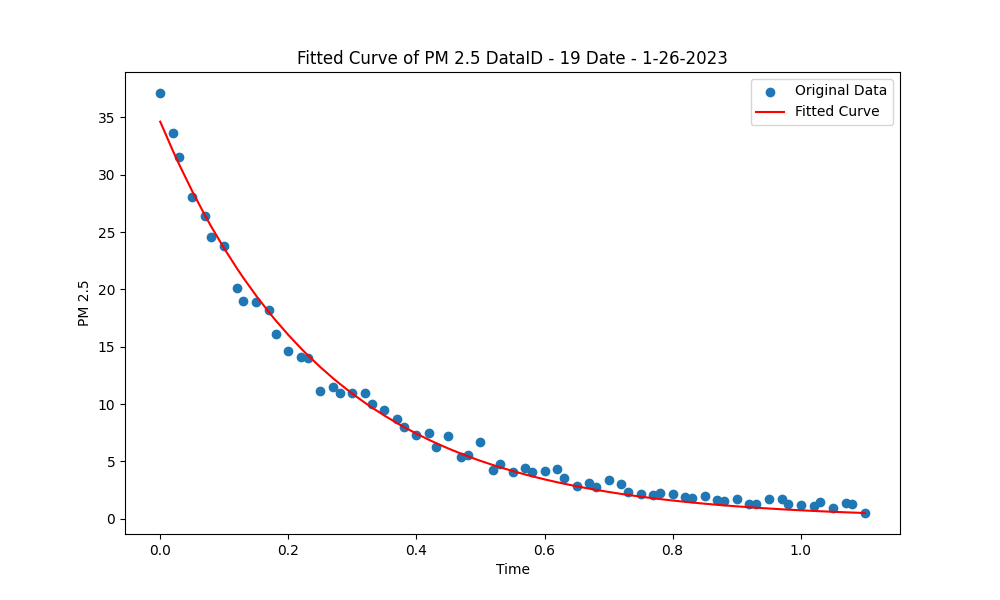 Fitted Curve of PM 2.5 DataID - 19 Date - 1-26-2023
Original Data
Fitted Curve
35
30
25
20
15
10
5
0
PM 2.5
0.0 0.2 0.4 0.6 0.8 1.0
Time